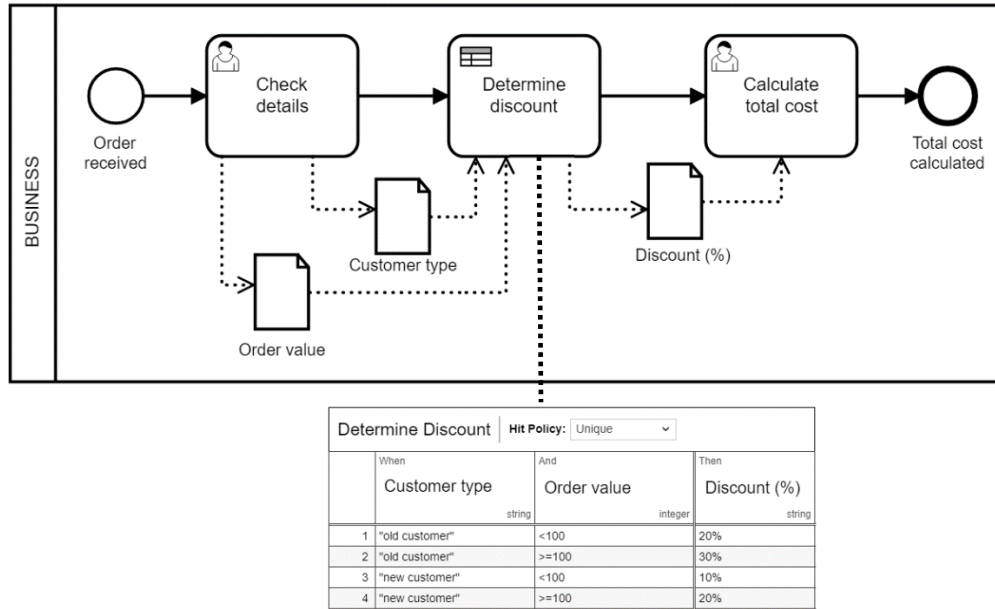 BUSINESS
Order
received
Check
details
Determine
discount
Calculate
total cost
Total cost
calculated
Customer type
Order value
Discount (%)
Determine Discount Hit Policy: Unique
When And Then
Customer type Order value Discount (%)
string integer string
1 "old customer" <100 20%
2 "old customer" >=100 30%
3 "new customer" <100 10%
4 "new customer" >=100 20%